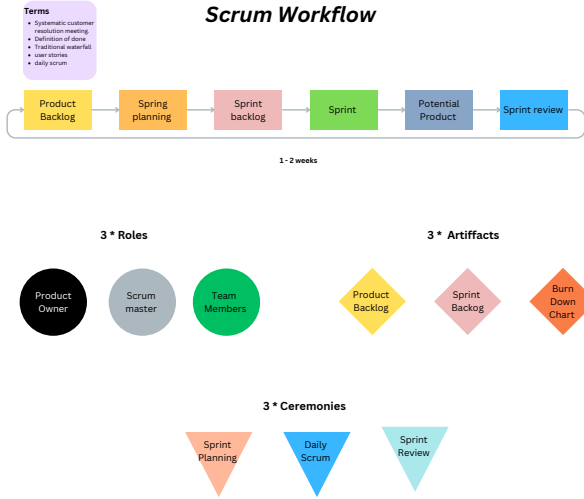 Scrum Workflow
Terms
Systematic customer
resolution meeting.
Definition of done
Traditional waterfall
user stories
daily scrum
Product
Backlog
Spring
planning
Sprint
backlog
Sprint
Potential
Product
Sprint review
1 - 2 weeks
3 * Roles
3 * Artiffacts
Product
Owner
Scrum
master
Team
Members
Product
Backlog
Sprint
Backog
Burn
Down
Chart
3 * Ceremonies
Sprint
Planning
Daily
Scrum
Sprint
Review